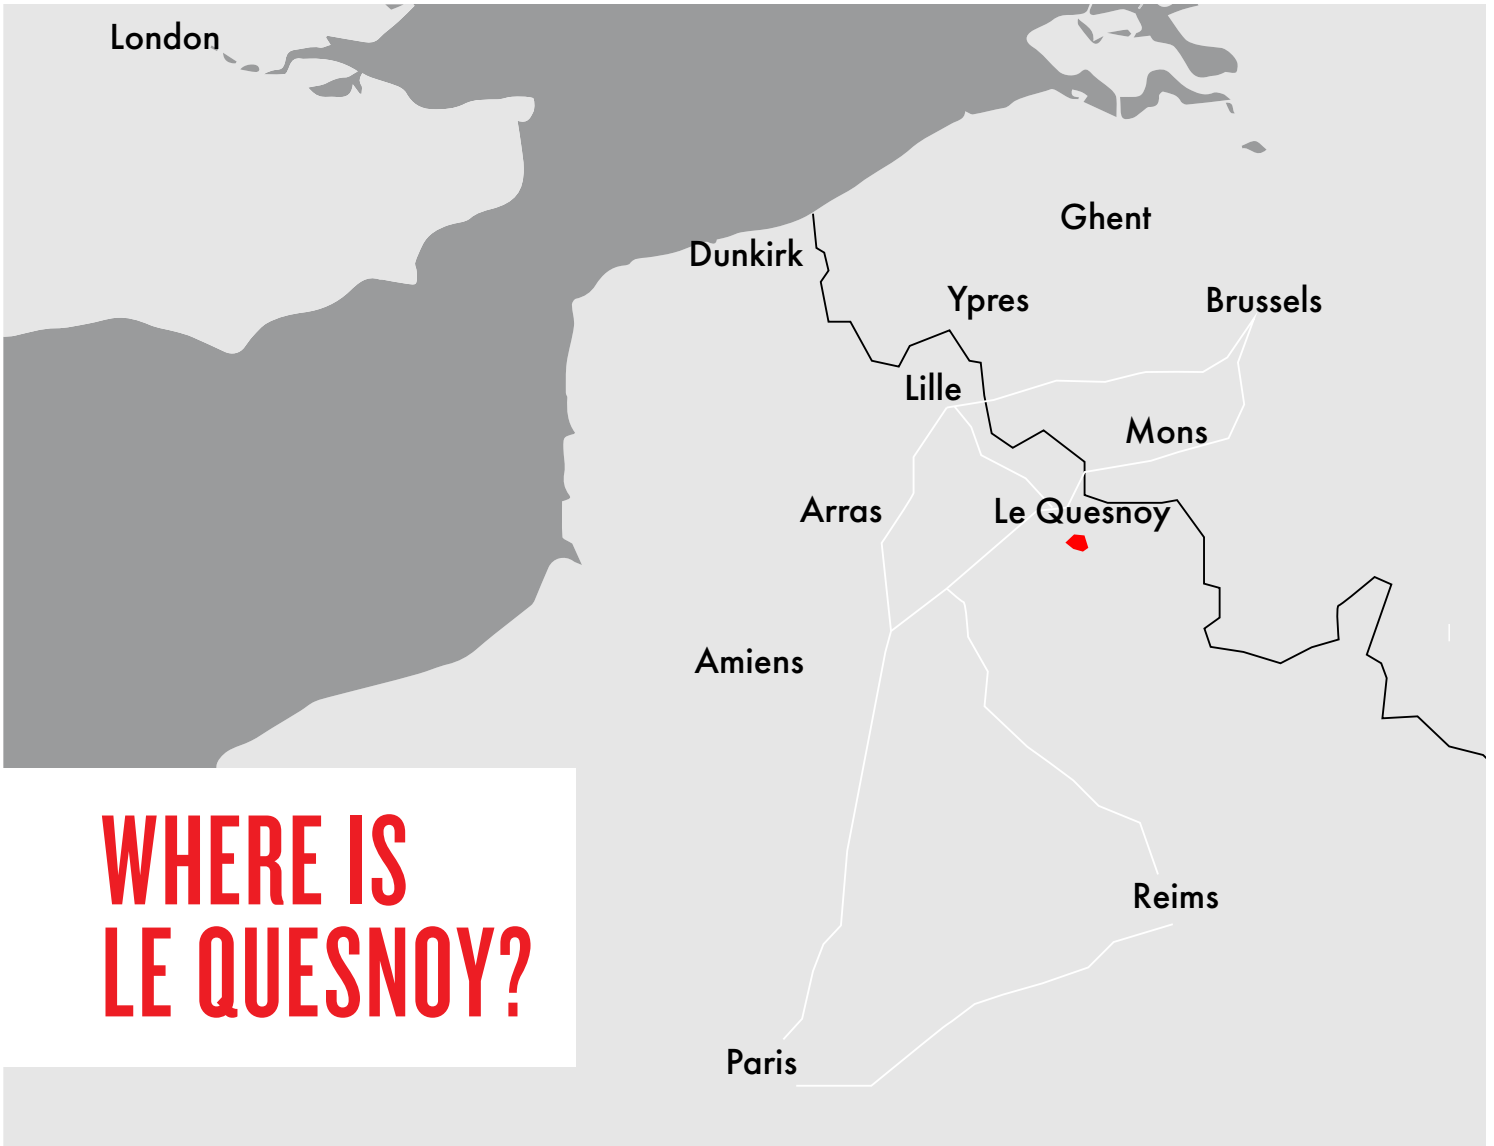 London
Ghent
Dunkirk
Ypres
Brussels
Lille
Mons
Arras
Le Quesnoy
Amiens
WHERE IS
LE QUESNOY?
Reims
Paris